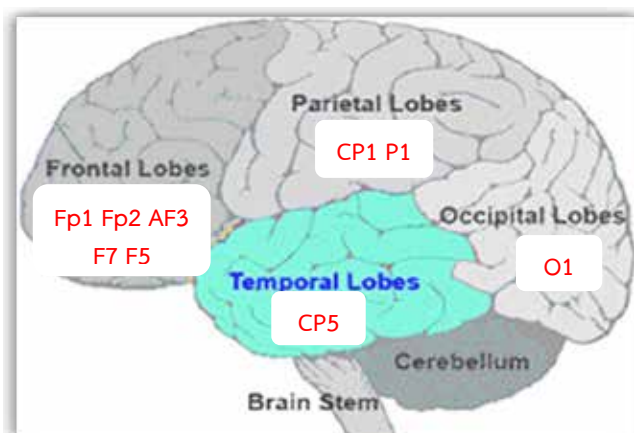 Parietal Lobes
CP1 P1
Frontal Lobes
Fp1 Fp2 AF3
F7 F5
Occipital Lobes
O1
Temporal Lobes
CP5
Cerebellum
Brain Stem